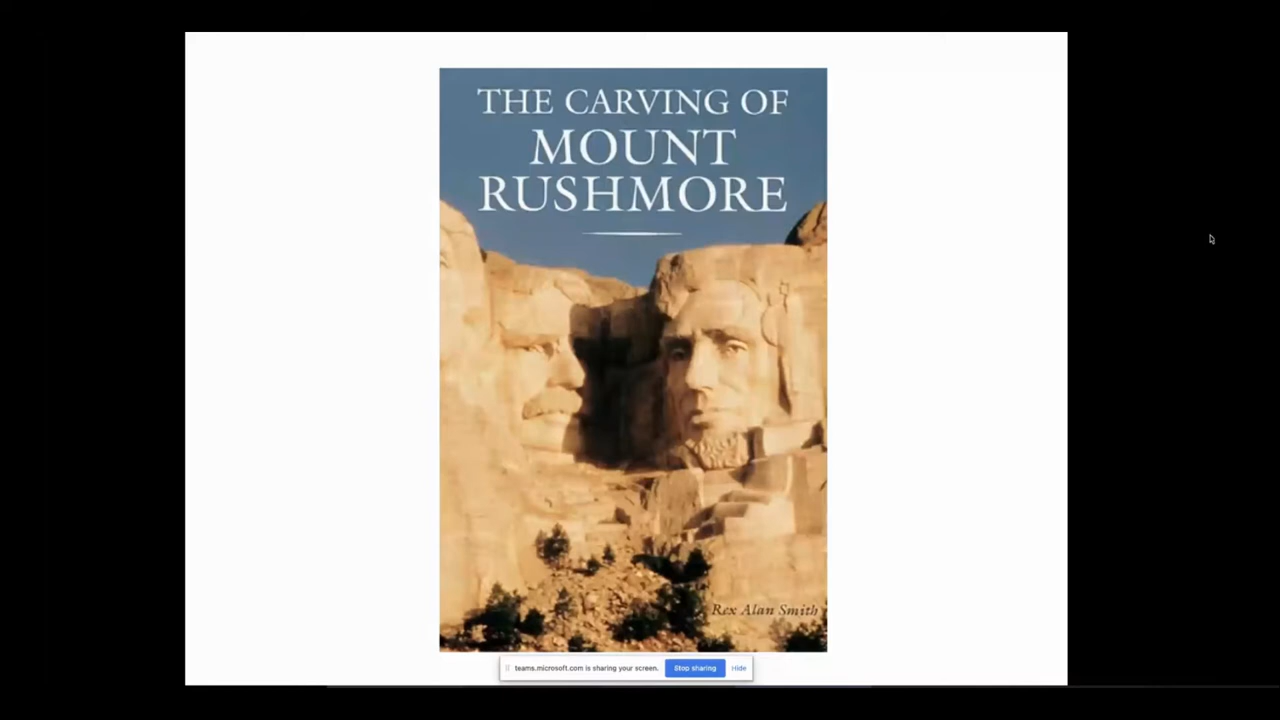 THE CARVING OF
MOUNT
RUSHMORE
Rex Alan Smith
teams.microsoft.com is sharing your screen. Stop sharing Hide